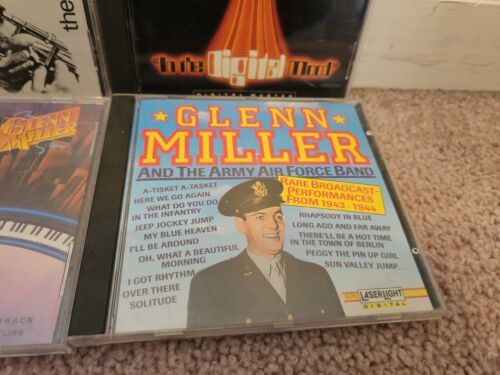 the
"In the Digital Mood"
DIGITAL MASTER
GLENN
MILLER
TRACK
CTURE"
★ GLENN ★
MILLER
AND THE ARMY AIR FORCE BAND
RARE BROADCAST-
PERFORMANCES
FROM 1943 - 1944
A-TISKET A-TASKET
HERE WE GO AGAIN
WHAT DO YOU DO
IN THE INFANTRY
JEEP JOCKEY JUMP
MY BLUE HEAVEN
I'LL BE AROUND
OH, WHAT A BEAUTIFUL
MORNING
I GOT RHYTHM
OVER THERE
SOLITUDE
RHAPSODY IN BLUE
LONG AGO AND FAR AWAY
THERE'LL BE A HOT TIME
IN THE TOWN OF BERLIN
PEGGY THE PIN UP GIRL
SUN VALLEY JUMP...
LASERLIGHT
DIGITAL